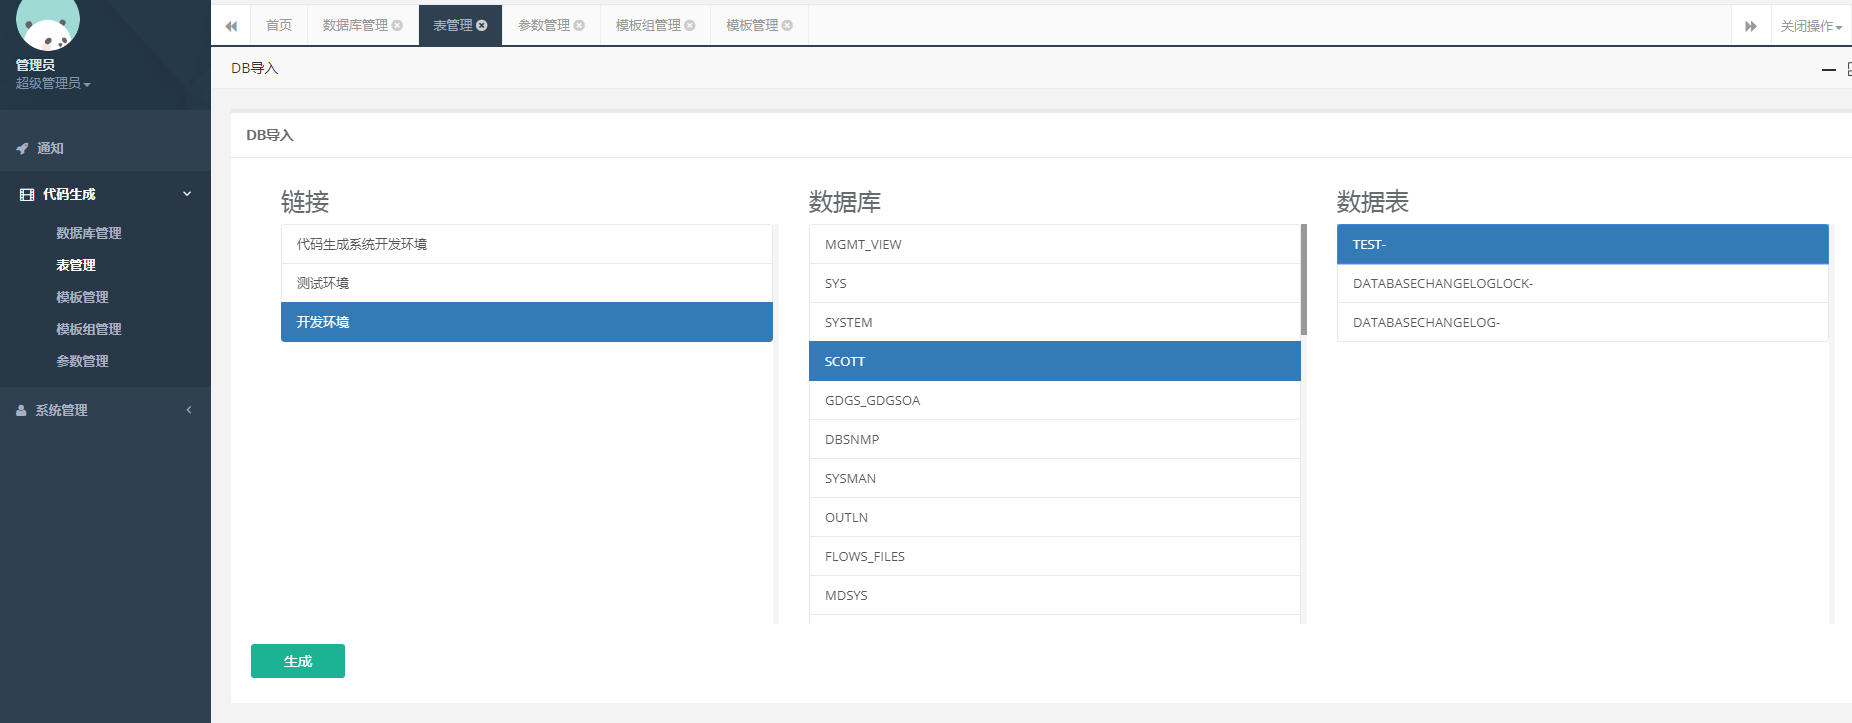 管理员
超级管理员
通知
代码生成
数据库管理
表管理
模板管理
模板组管理
参数管理
系统管理
首页 数据库管理 表管理 参数管理 模板组管理 模板管理 关闭操作
DB导入
DB导入
链接
代码生成系统开发环境
测试环境
开发环境
数据库
MGMT_VIEW
SYS
SYSTEM
SCOTT
GDGS_GDGSOA
DBSNMP
SYSMAN
OUTLN
FLOWS_FILES
MDSYS
数据表
TEST-
DATABASECHANGELOGLOCK-
DATABASECHANGELOG-
生成